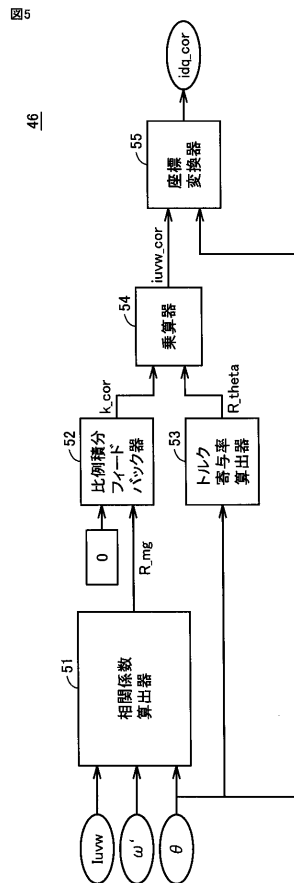 図5
46
Iuvw
ω'
θ
51
相関係数
算出器
R_mg
0
52
比例積分
フィード
バック器
k_cor
53
トルク
寄与率
算出器
R_theta
54
乗算器
iuvw_cor
55
座標
変換器
idq_cor